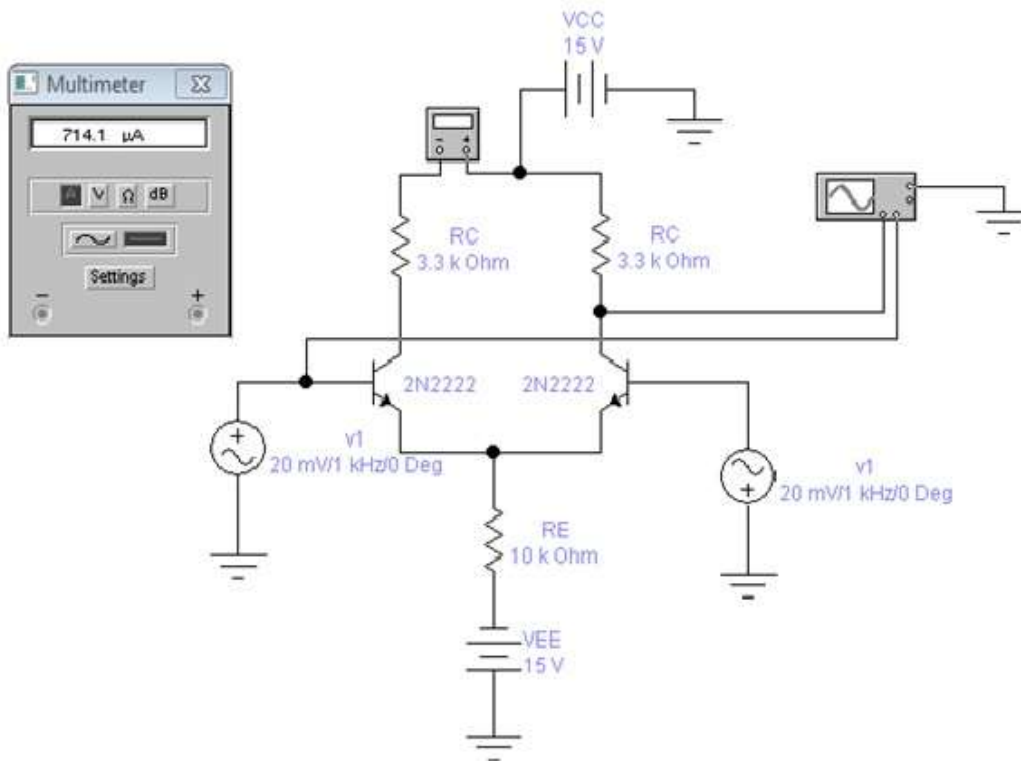 VCC
15 V
Multimeter
714.1 µA
A V Ω dB
Settings
− +
− +
RC
3.3 k Ohm
RC
3.3 k Ohm
2N2222
2N2222
v1
20 mV/1 kHz/0 Deg
v1
20 mV/1 kHz/0 Deg
RE
10 k Ohm
VEE
15 V